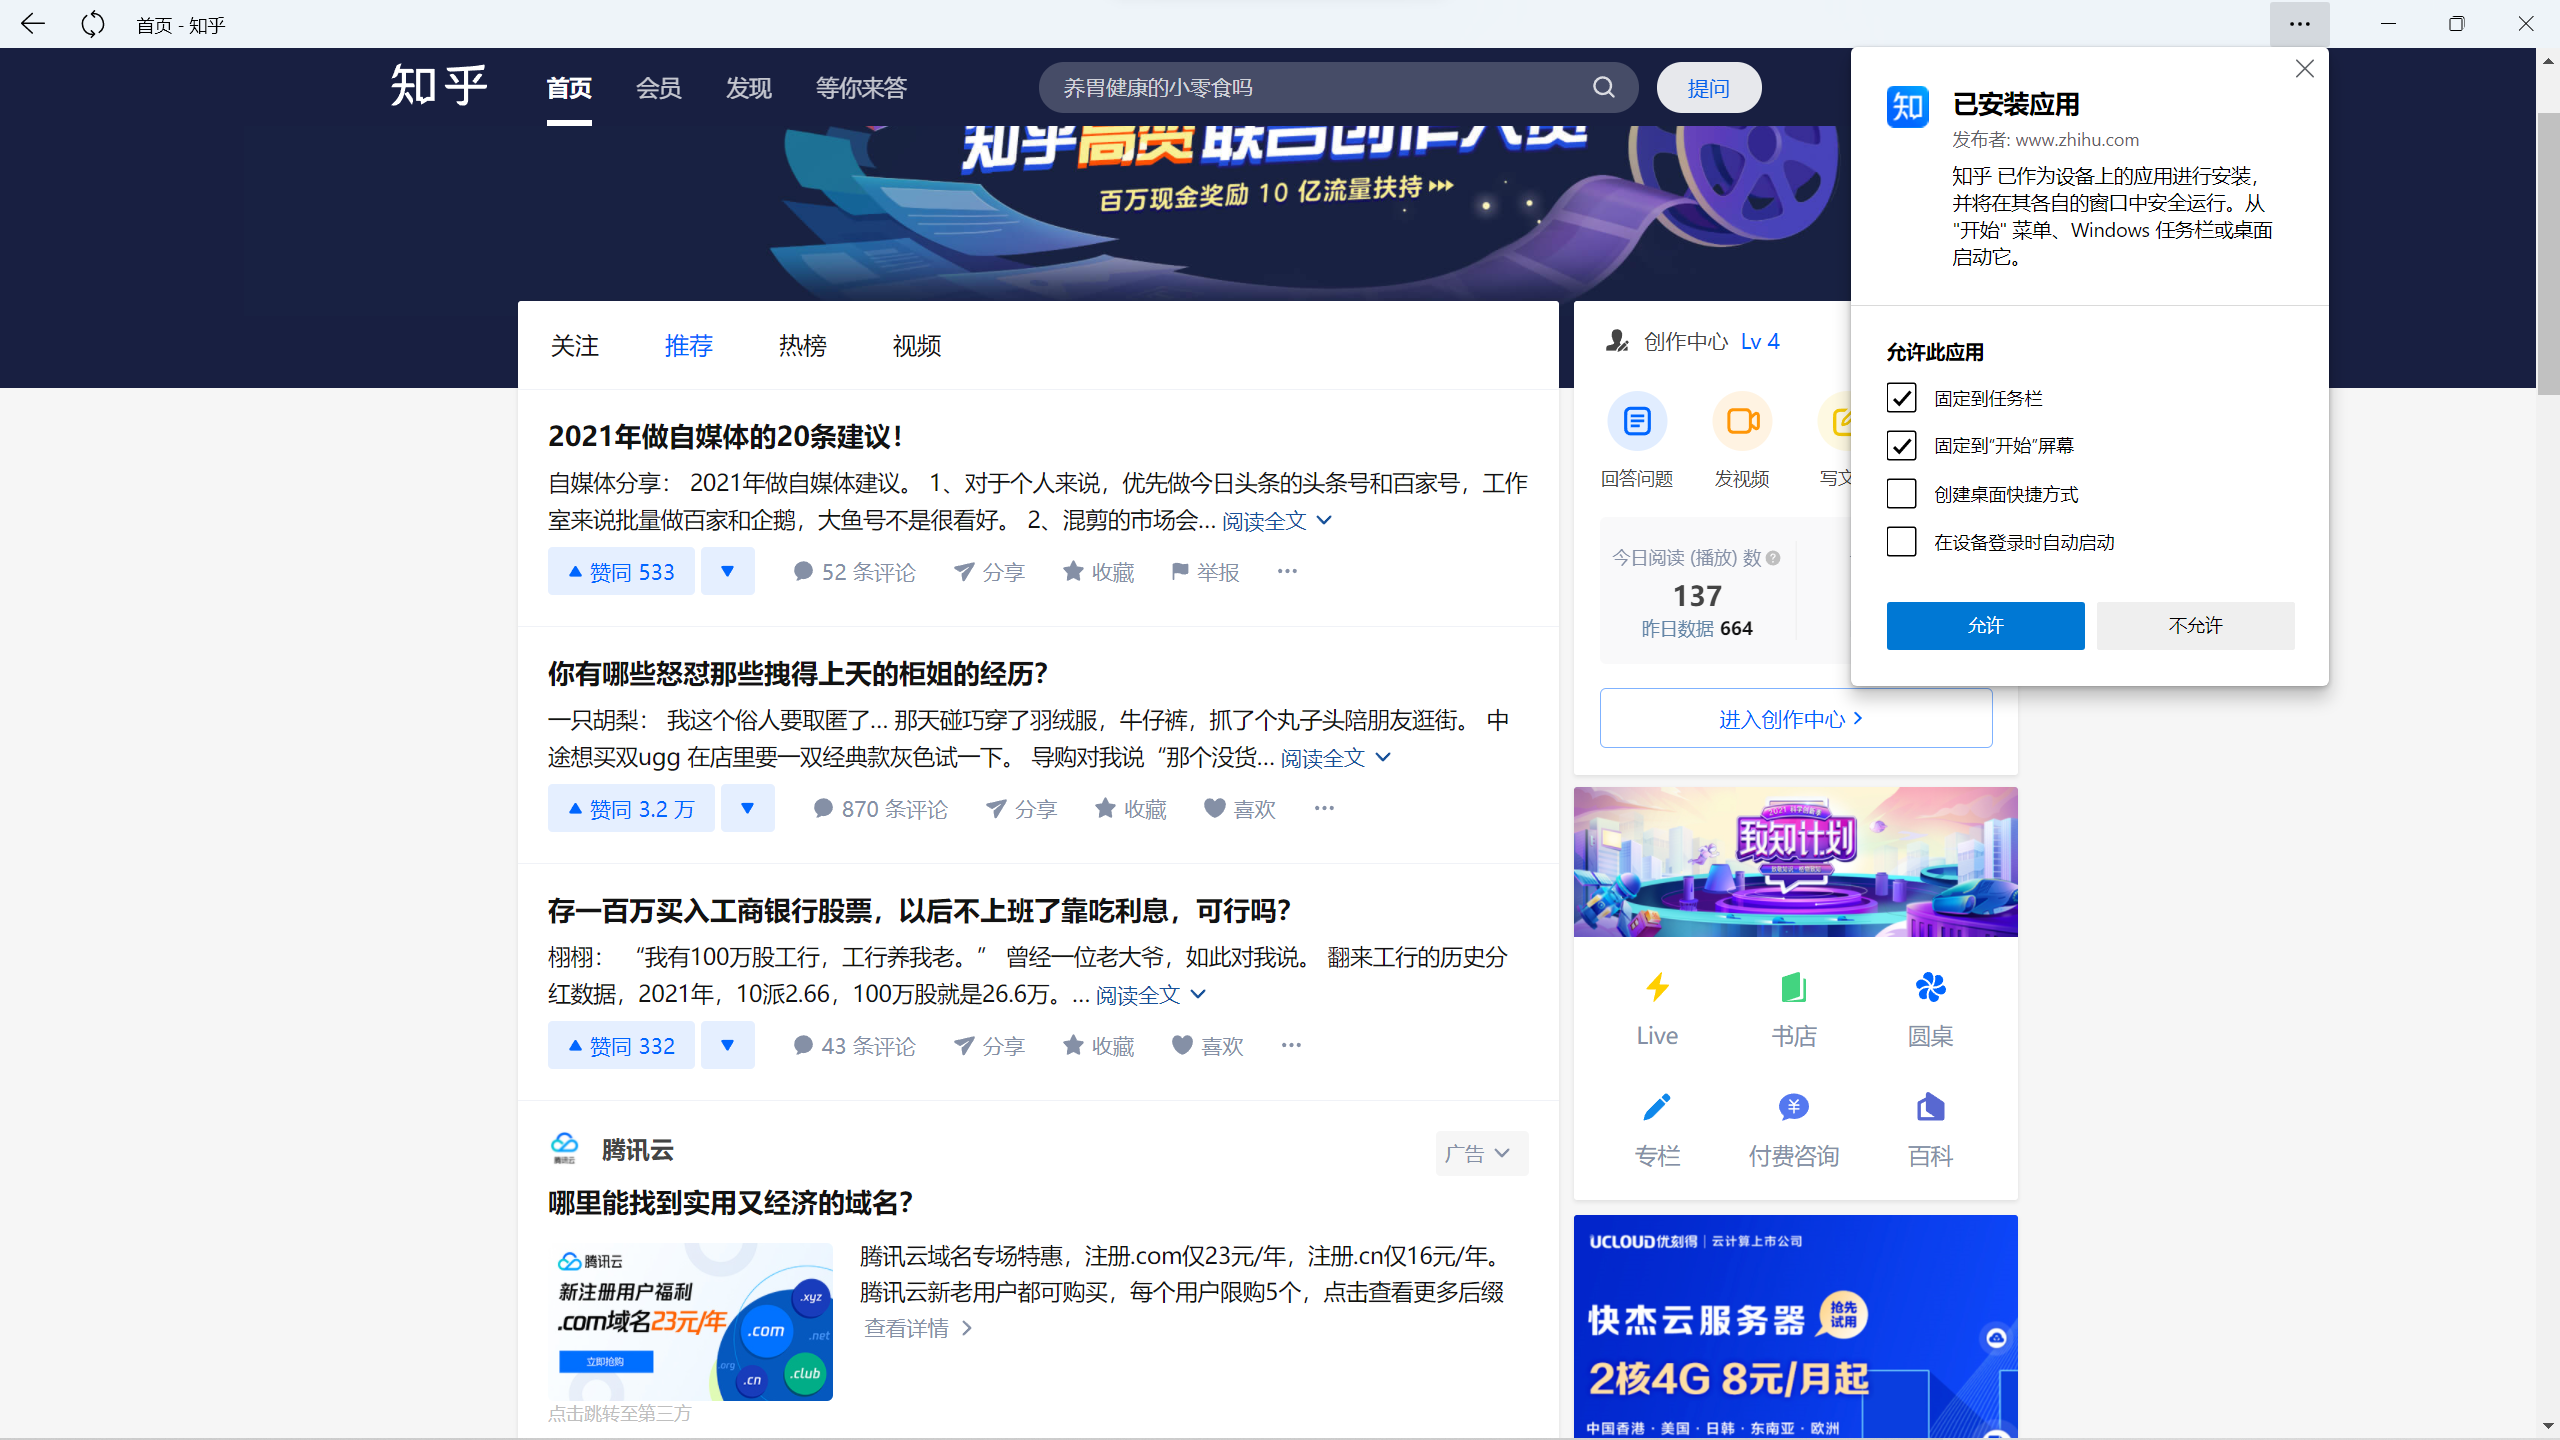 首页 - 知乎
知乎
首页
会员
发现
等你来答
养胃健康的小零食吗
提问
百万现金奖励 10 亿流量扶持
关注
推荐
热榜
视频
2021年做自媒体的20条建议！
自媒体分享： 2021年做自媒体建议。 1、对于个人来说，优先做今日头条的头条号和百家号，工作
室来说批量做百家和企鹅，大鱼号不是很看好。 2、混剪的市场会... 阅读全文
赞同 533
52 条评论
分享
收藏
举报
你有哪些怒怼那些拽得上天的柜姐的经历？
一只胡梨： 我这个俗人要取匿了... 那天碰巧穿了羽绒服，牛仔裤，抓了个丸子头陪朋友逛街。 中
途想买双ugg 在店里要一双经典款灰色试一下。 导购对我说“那个没货... 阅读全文
赞同 3.2 万
870 条评论
分享
收藏
喜欢
存一百万买入工商银行股票，以后不上班了靠吃利息，可行吗？
栩栩： “我有100万股工行，工行养我老。” 曾经一位老大爷，如此对我说。 翻来工行的历史分
红数据，2021年，10派2.66，100万股就是26.6万。... 阅读全文
赞同 332
43 条评论
分享
收藏
喜欢
腾讯云
腾讯云
广告
哪里能找到实用又经济的域名？
腾讯云
新注册用户福利
.com域名23元/年
立即抢购
.xyz
.com
.net
.org
.cn
.club
腾讯云域名专场特惠，注册.com仅23元/年，注册.cn仅16元/年。
腾讯云新老用户都可购买，每个用户限购5个，点击查看更多后缀
查看详情
点击跳转至第三方
创作中心 Lv 4
回答问题
发视频
写文
今日阅读 (播放) 数
137
昨日数据 664
进入创作中心
致知计划
Live
书店
圆桌
专栏
付费咨询
百科
UCLOUD优刻得 | 云计算上市公司
快杰云服务器
抢先
试用
2核4G 8元/月起
中国香港 · 美国 · 日韩 · 东南亚 · 欧洲
知
已安装应用
发布者: www.zhihu.com
知乎 已作为设备上的应用进行安装，
并将在其各自的窗口中安全运行。从
"开始" 菜单、Windows 任务栏或桌面
启动它。
允许此应用
固定到任务栏
固定到“开始”屏幕
创建桌面快捷方式
在设备登录时自动启动
允许
不允许